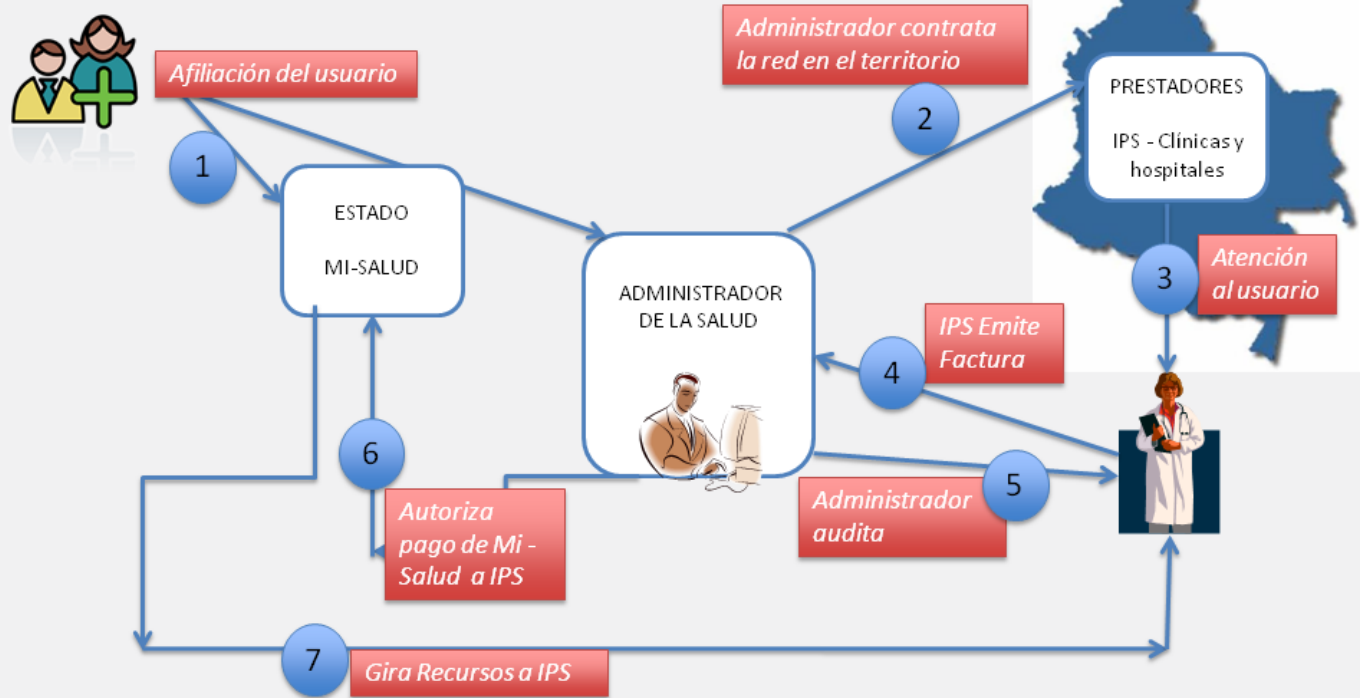 Afiliación del usuario
1
ESTADO
MI-SALUD
Administrador contrata
la red en el territorio
2
PRESTADORES
IPS - Clínicas y
hospitales
ADMINISTRADOR
DE LA SALUD
3
Atención
al usuario
IPS Emite
Factura
4
5
Administrador
audita
6
Autoriza
pago de Mi -
Salud a IPS
7
Gira Recursos a IPS